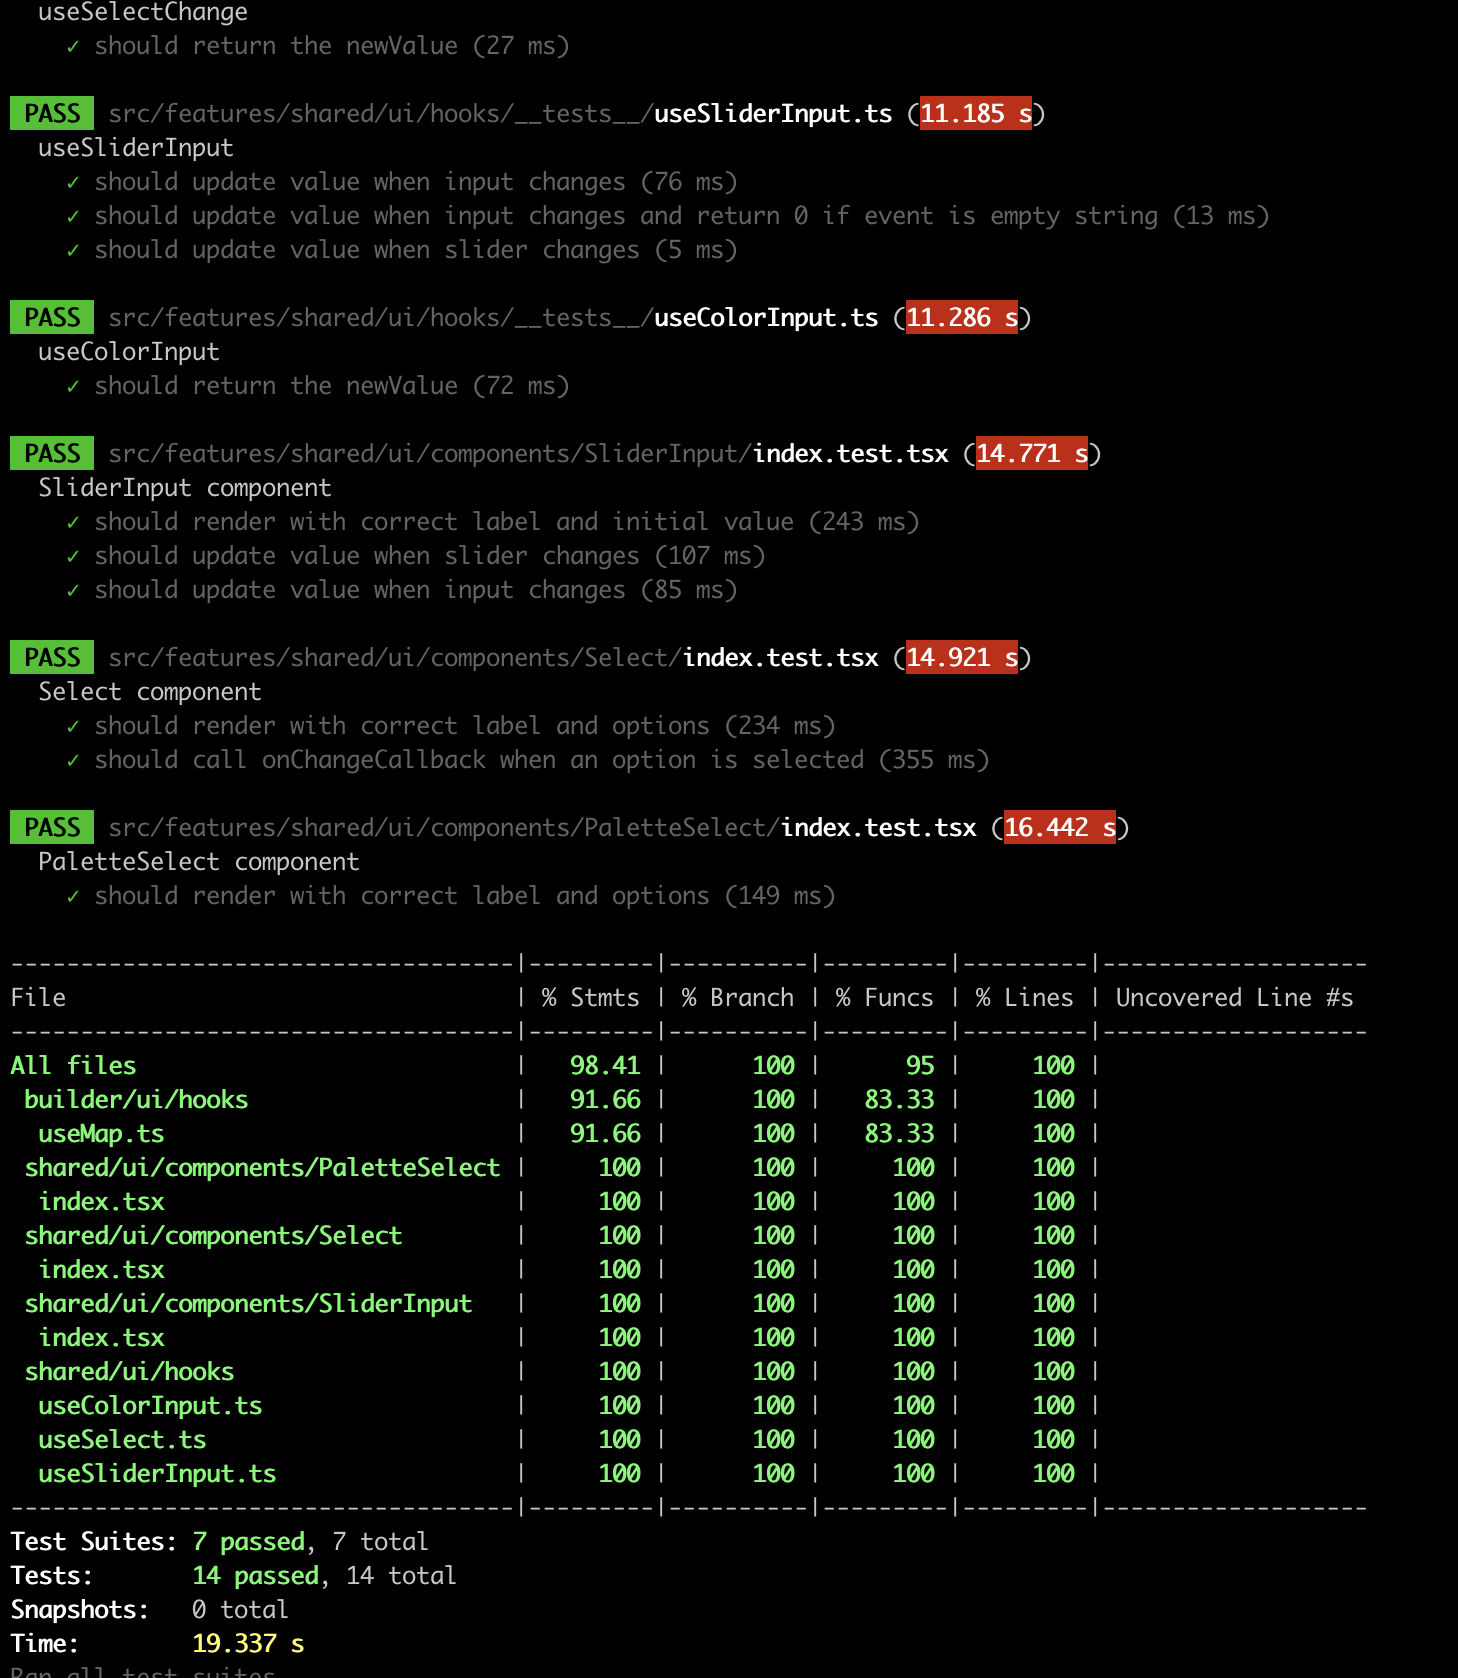 useSelectChange
✓ should return the newValue (27 ms)
PASS src/features/shared/ui/hooks/__tests__/useSliderInput.ts (11.185 s)
useSliderInput
✓ should update value when input changes (76 ms)
✓ should update value when input changes and return 0 if event is empty string (13 ms)
✓ should update value when slider changes (5 ms)
PASS src/features/shared/ui/hooks/__tests__/useColorInput.ts (11.286 s)
useColorInput
✓ should return the newValue (72 ms)
PASS src/features/shared/ui/components/SliderInput/index.test.tsx (14.771 s)
SliderInput component
✓ should render with correct label and initial value (243 ms)
✓ should update value when slider changes (107 ms)
✓ should update value when input changes (85 ms)
PASS src/features/shared/ui/components/Select/index.test.tsx (14.921 s)
Select component
✓ should render with correct label and options (234 ms)
✓ should call onChangeCallback when an option is selected (355 ms)
PASS src/features/shared/ui/components/PaletteSelect/index.test.tsx (16.442 s)
PaletteSelect component
✓ should render with correct label and options (149 ms)
------------------------------------|---------|----------|---------|---------|-------------------
File | % Stmts | % Branch | % Funcs | % Lines | Uncovered Line #s
------------------------------------|---------|----------|---------|---------|-------------------
All files | 98.41 | 100 | 95 | 100 |
builder/ui/hooks | 91.66 | 100 | 83.33 | 100 |
useMap.ts | 91.66 | 100 | 83.33 | 100 |
shared/ui/components/PaletteSelect | 100 | 100 | 100 | 100 |
index.tsx | 100 | 100 | 100 | 100 |
shared/ui/components/Select | 100 | 100 | 100 | 100 |
index.tsx | 100 | 100 | 100 | 100 |
shared/ui/components/SliderInput | 100 | 100 | 100 | 100 |
index.tsx | 100 | 100 | 100 | 100 |
shared/ui/hooks | 100 | 100 | 100 | 100 |
useColorInput.ts | 100 | 100 | 100 | 100 |
useSelect.ts | 100 | 100 | 100 | 100 |
useSliderInput.ts | 100 | 100 | 100 | 100 |
------------------------------------|---------|----------|---------|---------|-------------------
Test Suites: 7 passed, 7 total
Tests: 14 passed, 14 total
Snapshots: 0 total
Time: 19.337 s
Ran all test suites.